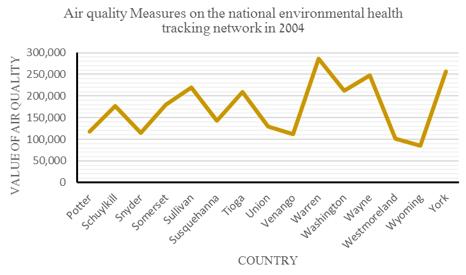 Air quality Measures on the national environmental health
tracking network in 2004
VALUE OF AIR QUALITY
300,000
250,000
200,000
150,000
100,000
50,000
0
Potter
Schuylkill
Snyder
Somerset
Sullivan
Susquehanna
Tioga
Union
Venango
Warren
Washington
Wayne
Westmoreland
Wyoming
York
COUNTRY